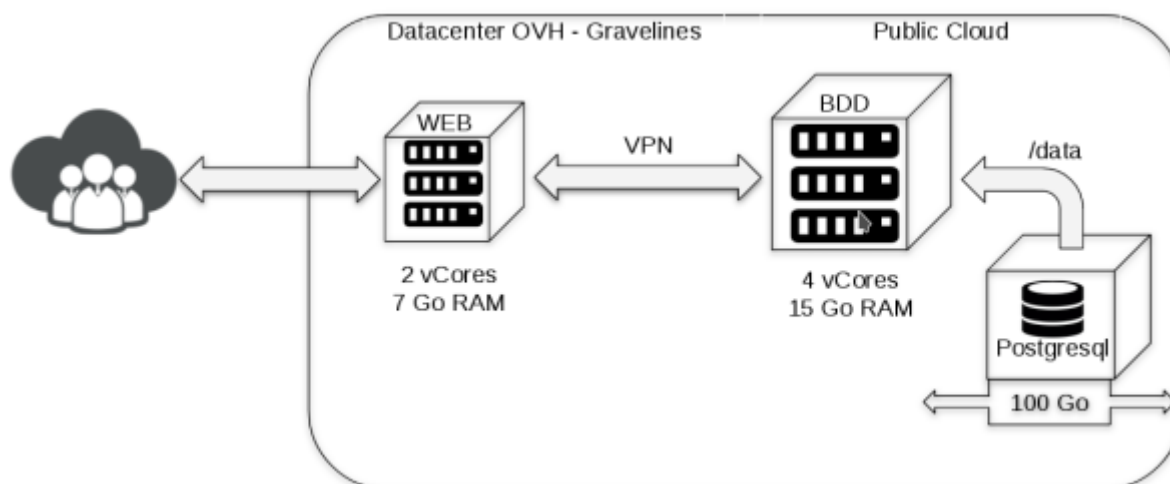 Datacenter OVH - Gravelines
Public Cloud
WEB
VPN
BDD
/data
2 vCores
7 Go RAM
4 vCores
15 Go RAM
Postgresql
100 Go